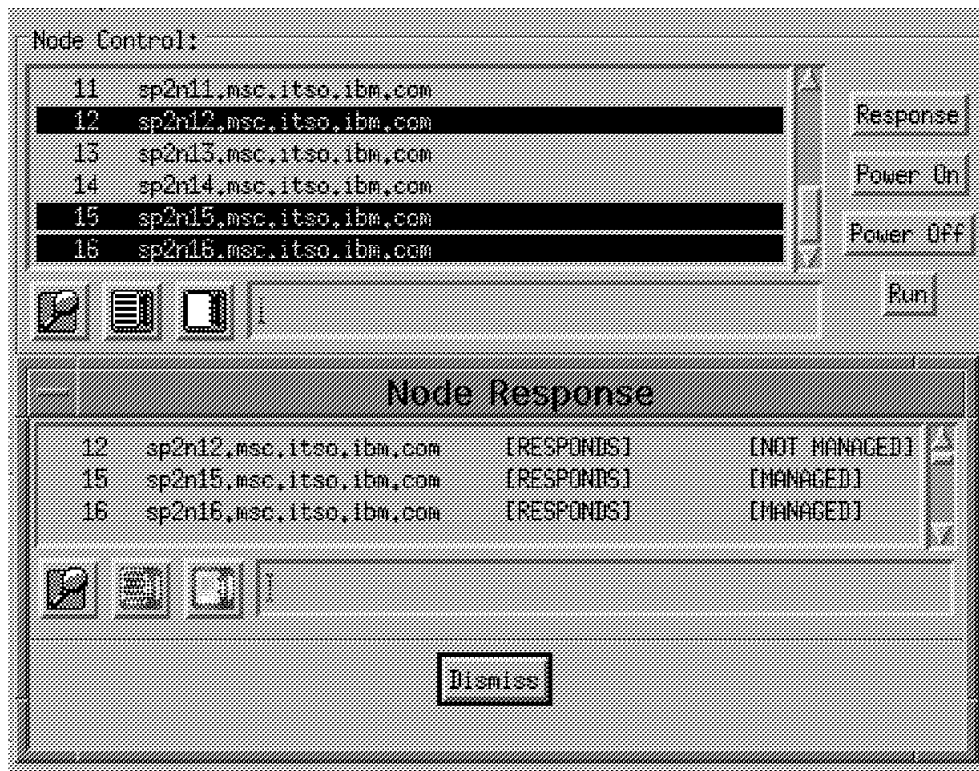 Node Control:
11 sp2n11.msc.itso.ibm.com
12 sp2n12.msc.itso.ibm.com
13 sp2n13.msc.itso.ibm.com
14 sp2n14.msc.itso.ibm.com
15 sp2n15.msc.itso.ibm.com
16 sp2n16.msc.itso.ibm.com
Response
Power On
Power Off
Run
Node Response
12 sp2n12.msc.itso.ibm.com [RESPONDS] [NOT MANAGED]
15 sp2n15.msc.itso.ibm.com [RESPONDS] [MANAGED]
16 sp2n16.msc.itso.ibm.com [RESPONDS] [MANAGED]
Dismiss